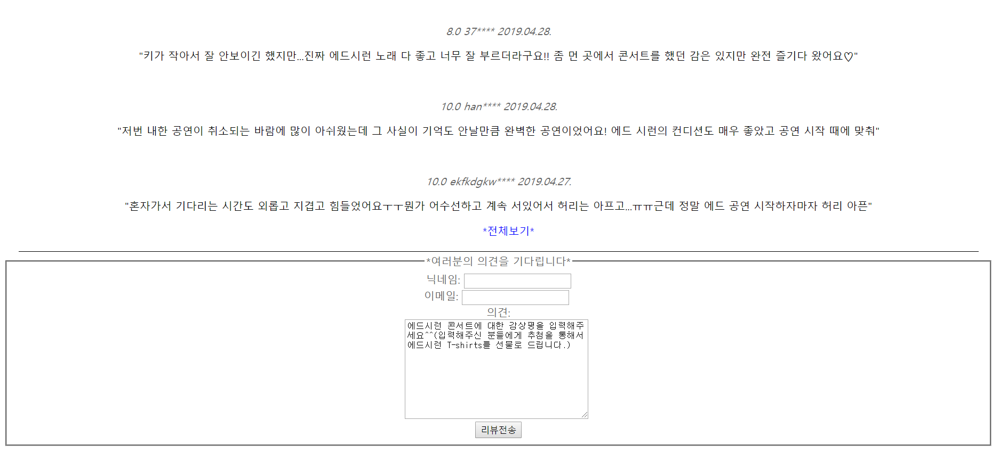 8.0 37**** 2019.04.28.
"키가 작아서 잘 안보이긴 했지만...진짜 에드시런 노래 다 좋고 너무 잘 부르더라구요!! 좀 먼 곳에서 콘서트를 했던 감은 있지만 완전 즐기다 왔어요♡"
10.0 han**** 2019.04.28.
"저번 내한 공연이 취소되는 바람에 많이 아쉬웠는데 그 사실이 기억도 안날만큼 완벽한 공연이었어요! 에드 시런의 컨디션도 매우 좋았고 공연 시작 때에 맞춰"
10.0 ekfkdgkw**** 2019.04.27.
"혼자가서 기다리는 시간도 외롭고 지겹고 힘들었어요ㅜㅜ뭔가 어수선하고 계속 서있어서 허리는 아프고...ㅠㅠ근데 정말 에드 공연 시작하자마자 허리 아픈"
*전체보기*
*여러분의 의견을 기다립니다*
닉네임:
이메일:
의견:
에드시런 콘서트에 대한 감상평을 입력해주
세요^^(입력해주신 분들에게 추첨을 통해서
에드시런 T-shirts를 선물로 드립니다.)
리뷰전송